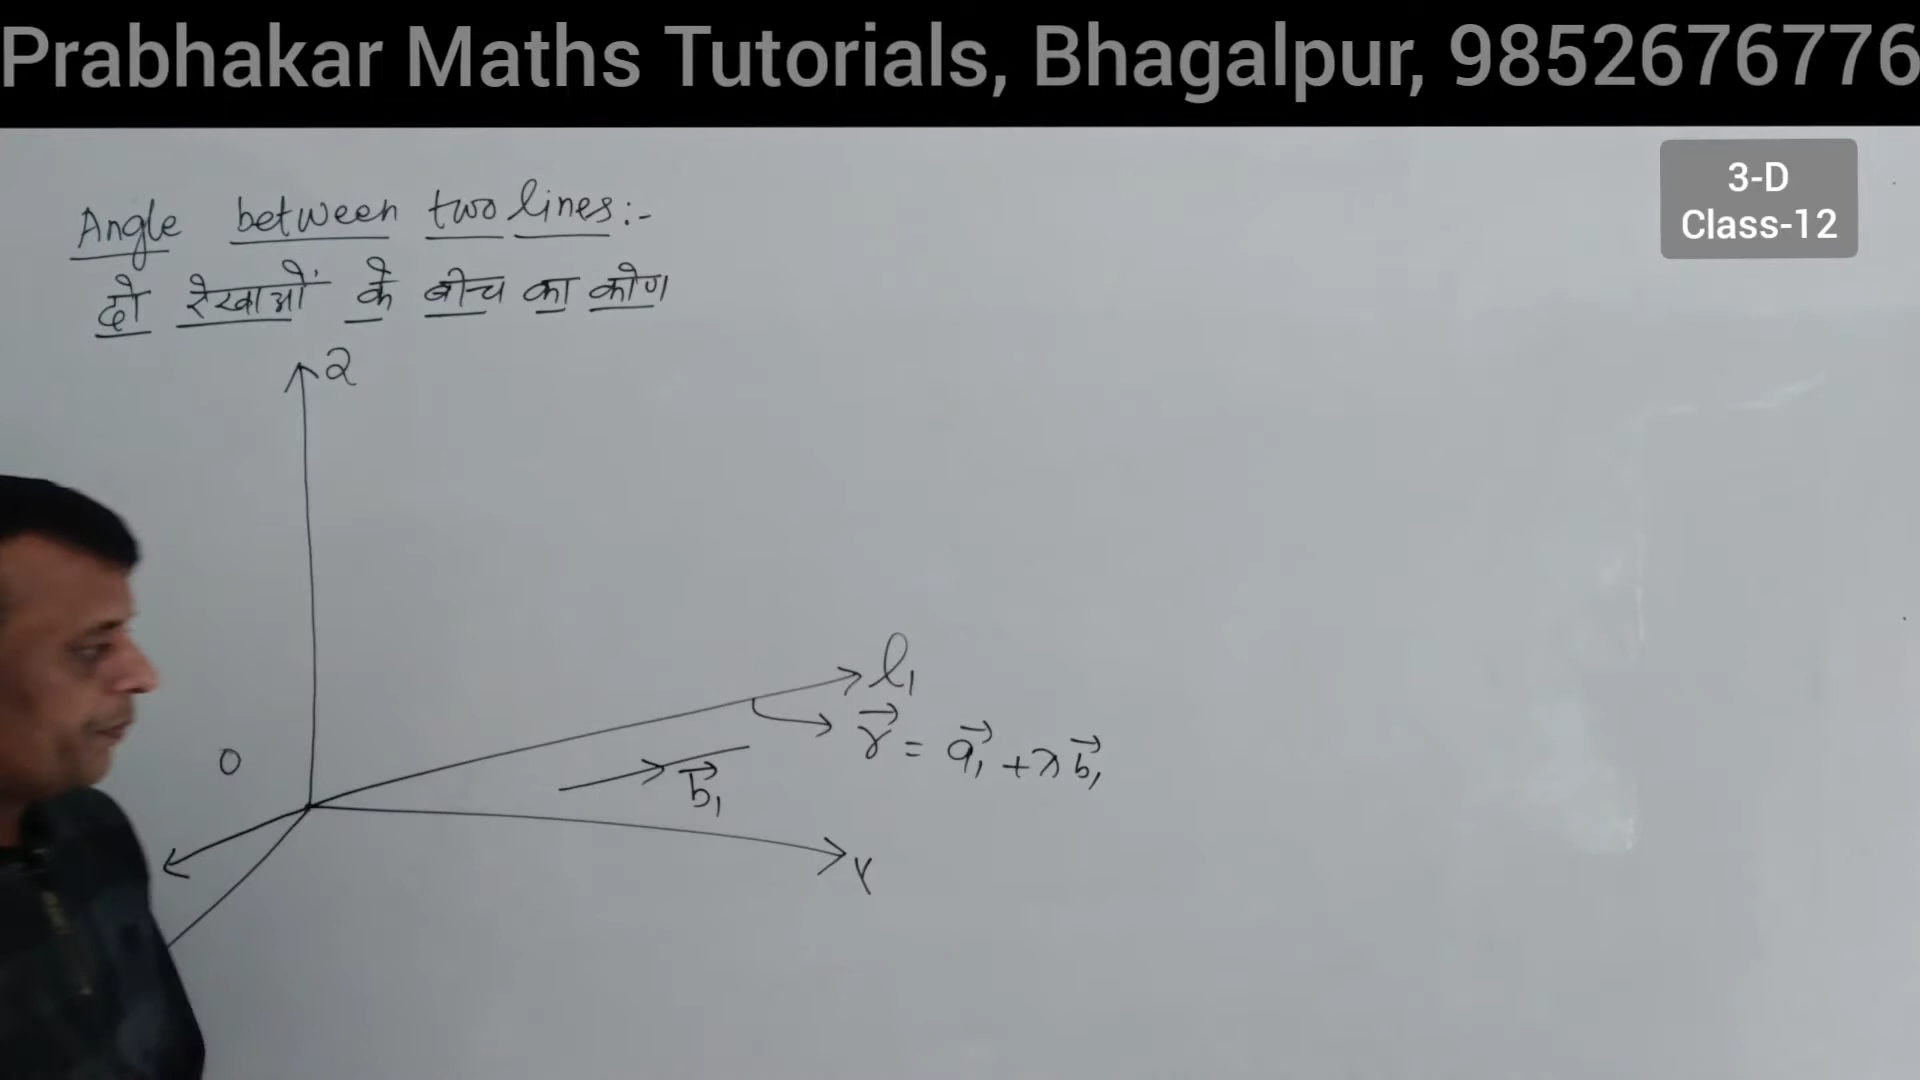 Prabhakar Maths Tutorials, Bhagalpur, 9852676776
3-D
Class-12
Angle between two lines:-
दो रेखाओं के बीच का कोण
Z
l₁
r⃗ = a⃗₁ + λb⃗₁
b⃗₁
O
Y